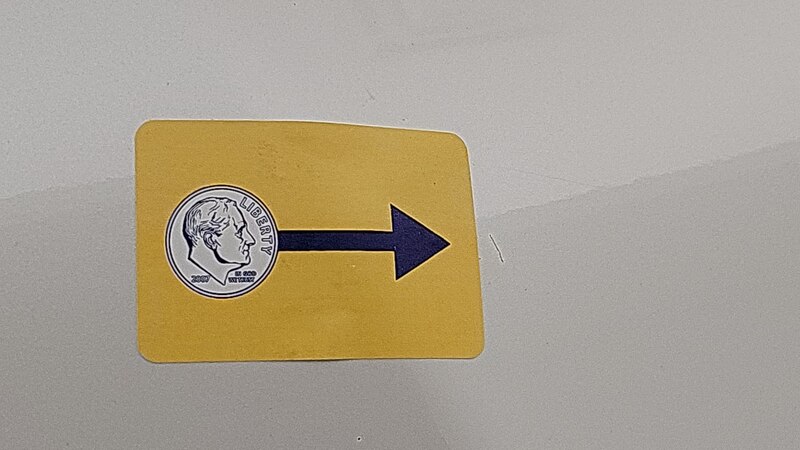 LIBERTY
IN GOD
WE TRUST
2007